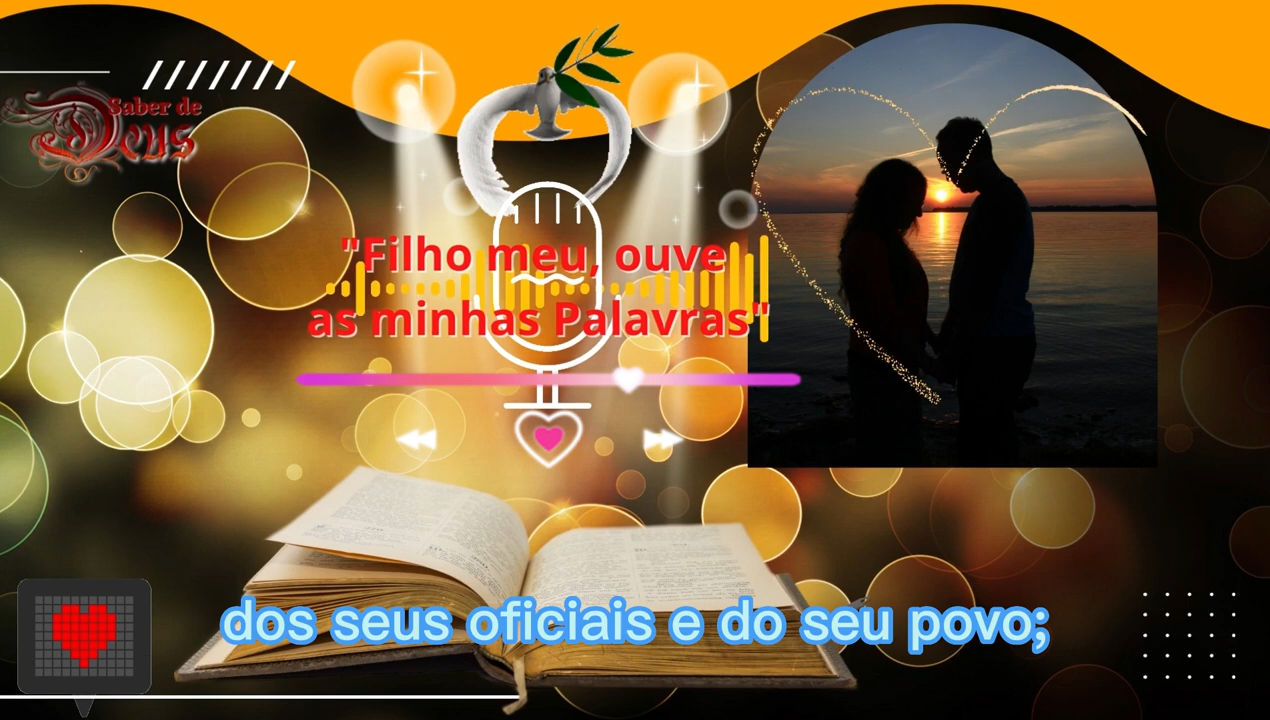 Saber de
Deus
"Filho meu, ouve
as minhas Palavras"
dos seus oficiais e do seu povo;